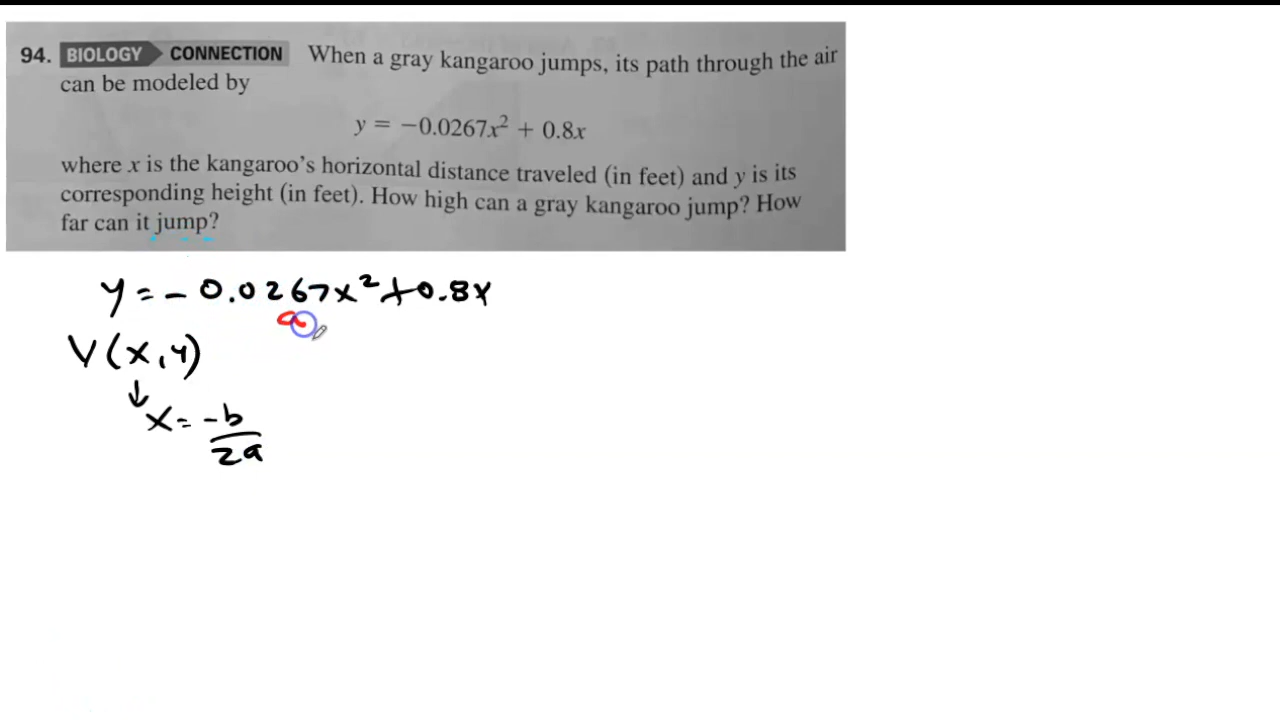 94. BIOLOGY CONNECTION When a gray kangaroo jumps, its path through the air
can be modeled by
y = −0.0267x² + 0.8x
where x is the kangaroo's horizontal distance traveled (in feet) and y is its
corresponding height (in feet). How high can a gray kangaroo jump? How
far can it jump?
y = - 0.0267x² + 0.8x
a
V(x,y)
↓
x = -b
2a